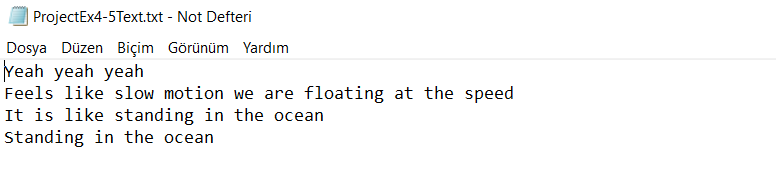 ProjectEx4-5Text.txt - Not Defteri
Dosya Düzen Biçim Görünüm Yardım
Yeah yeah yeah
Feels like slow motion we are floating at the speed
It is like standing in the ocean
Standing in the ocean